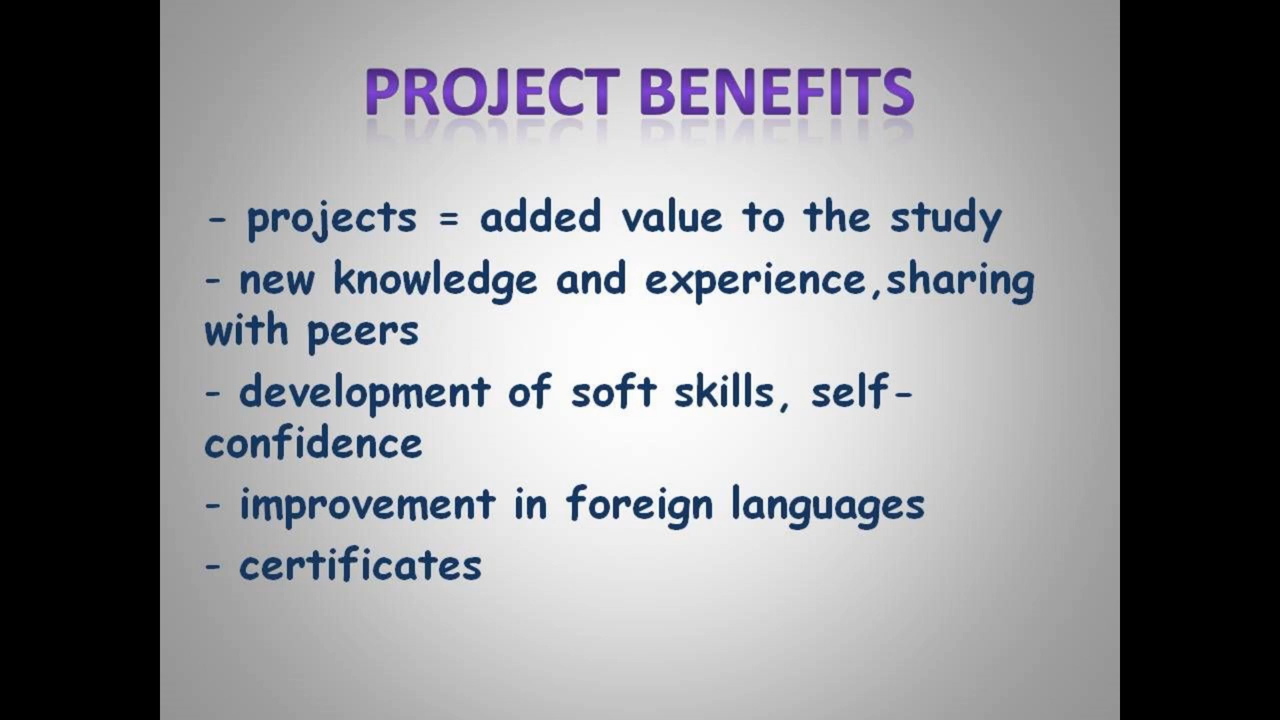 PROJECT BENEFITS
- projects = added value to the study
- new knowledge and experience,sharing
with peers
- development of soft skills, self-
confidence
- improvement in foreign languages
- certificates